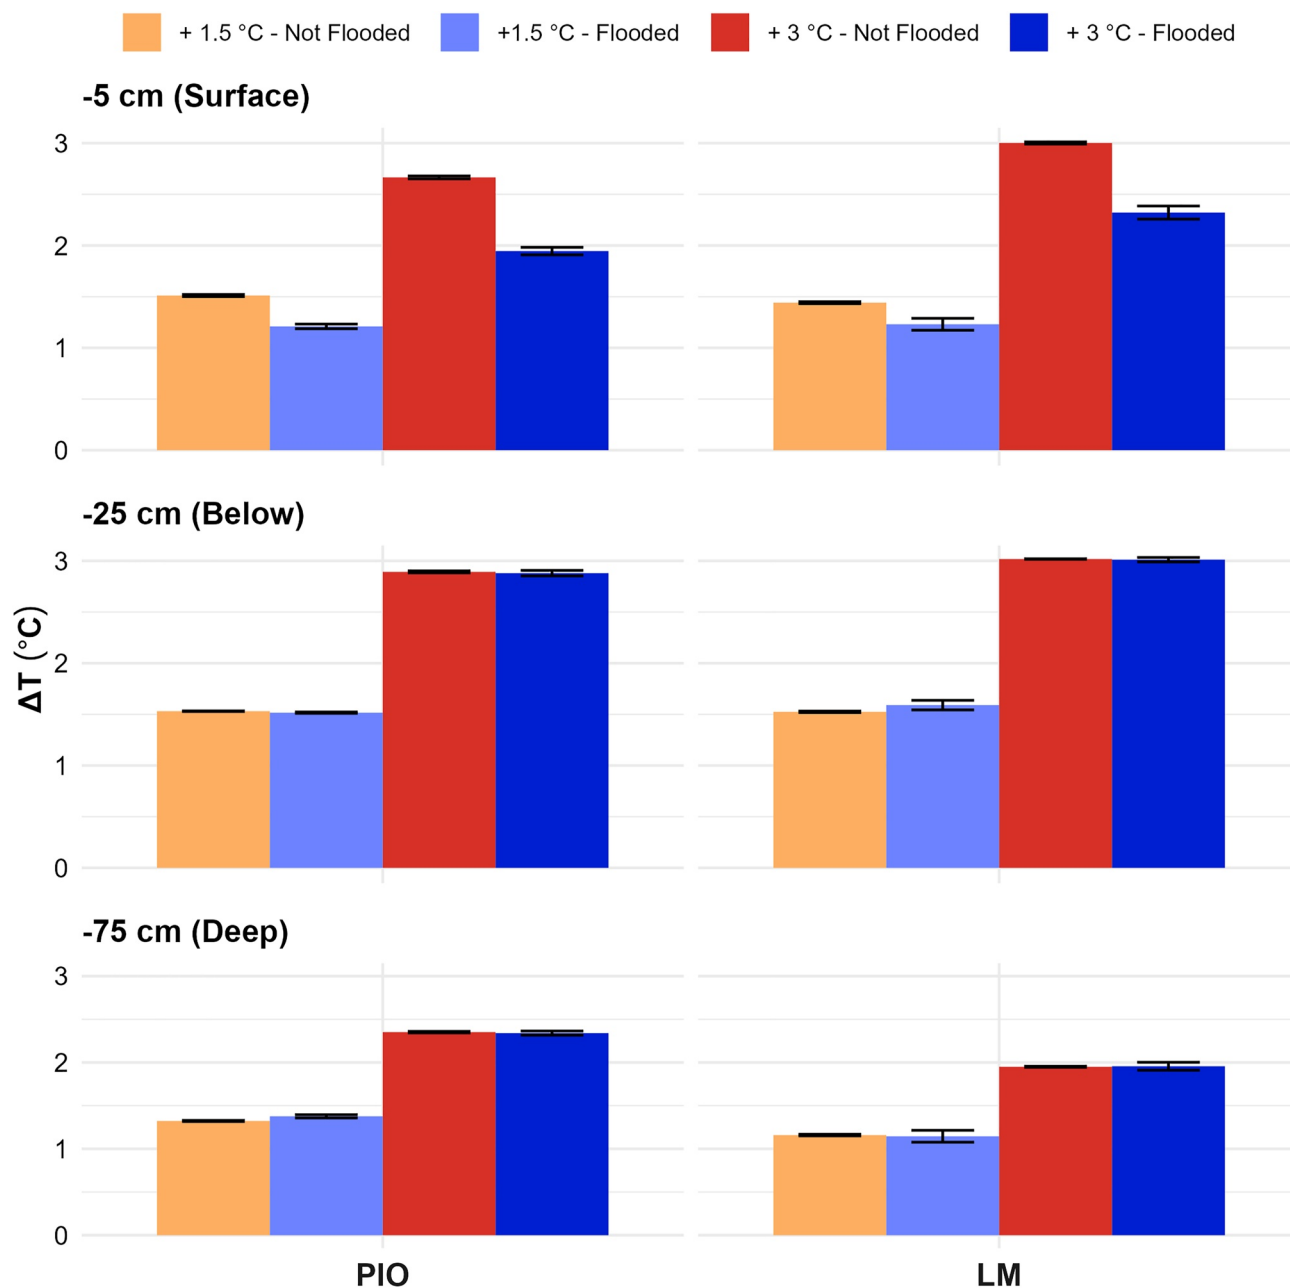 + 1.5 °C - Not Flooded +1.5 °C - Flooded + 3 °C - Not Flooded + 3 °C - Flooded
-5 cm (Surface)
3
2
1
0
-25 cm (Below)
3
2
1
0
ΔT (°C)
-75 cm (Deep)
3
2
1
0
PIO LM